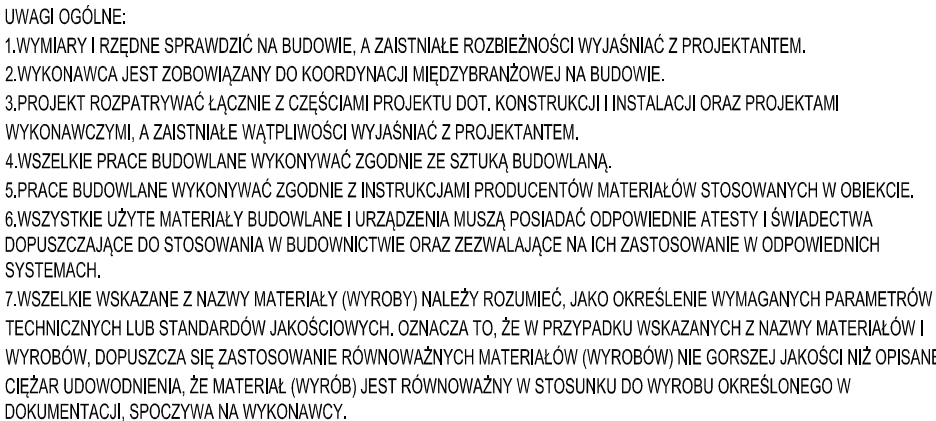 UWAGI OGÓLNE:
1.WYMIARY I RZĘDNE SPRAWDZIĆ NA BUDOWIE, A ZAISTNIAŁE ROZBIEŻNOŚCI WYJAŚNIAĆ Z PROJEKTANTEM.
2.WYKONAWCA JEST ZOBOWIĄZANY DO KOORDYNACJI MIĘDZYBRANŻOWEJ NA BUDOWIE.
3.PROJEKT ROZPATRYWAĆ ŁĄCZNIE Z CZĘŚCIAMI PROJEKTU DOT. KONSTRUKCJI I INSTALACJI ORAZ PROJEKTAMI
WYKONAWCZYMI, A ZAISTNIAŁE WĄTPLIWOŚCI WYJAŚNIAĆ Z PROJEKTANTEM.
4.WSZELKIE PRACE BUDOWLANE WYKONYWAĆ ZGODNIE ZE SZTUKĄ BUDOWLANĄ.
5.PRACE BUDOWLANE WYKONYWAĆ ZGODNIE Z INSTRUKCJAMI PRODUCENTÓW MATERIAŁÓW STOSOWANYCH W OBIEKCIE.
6.WSZYSTKIE UŻYTE MATERIAŁY BUDOWLANE I URZĄDZENIA MUSZĄ POSIADAĆ ODPOWIEDNIE ATESTY I ŚWIADECTWA
DOPUSZCZAJĄCE DO STOSOWANIA W BUDOWNICTWIE ORAZ ZEZWALAJĄCE NA ICH ZASTOSOWANIE W ODPOWIEDNICH
SYSTEMACH.
7.WSZELKIE WSKAZANE Z NAZWY MATERIAŁY (WYROBY) NALEŻY ROZUMIEĆ, JAKO OKREŚLENIE WYMAGANYCH PARAMETRÓW
TECHNICZNYCH LUB STANDARDÓW JAKOŚCIOWYCH. OZNACZA TO, ŻE W PRZYPADKU WSKAZANYCH Z NAZWY MATERIAŁÓW I
WYROBÓW, DOPUSZCZA SIĘ ZASTOSOWANIE RÓWNOWAŻNYCH MATERIAŁÓW (WYROBÓW) NIE GORSZEJ JAKOŚCI NIŻ OPISANE
CIĘŻAR UDOWODNIENIA, ŻE MATERIAŁ (WYRÓB) JEST RÓWNOWAŻNY W STOSUNKU DO WYROBU OKREŚLONEGO W
DOKUMENTACJI, SPOCZYWA NA WYKONAWCY.